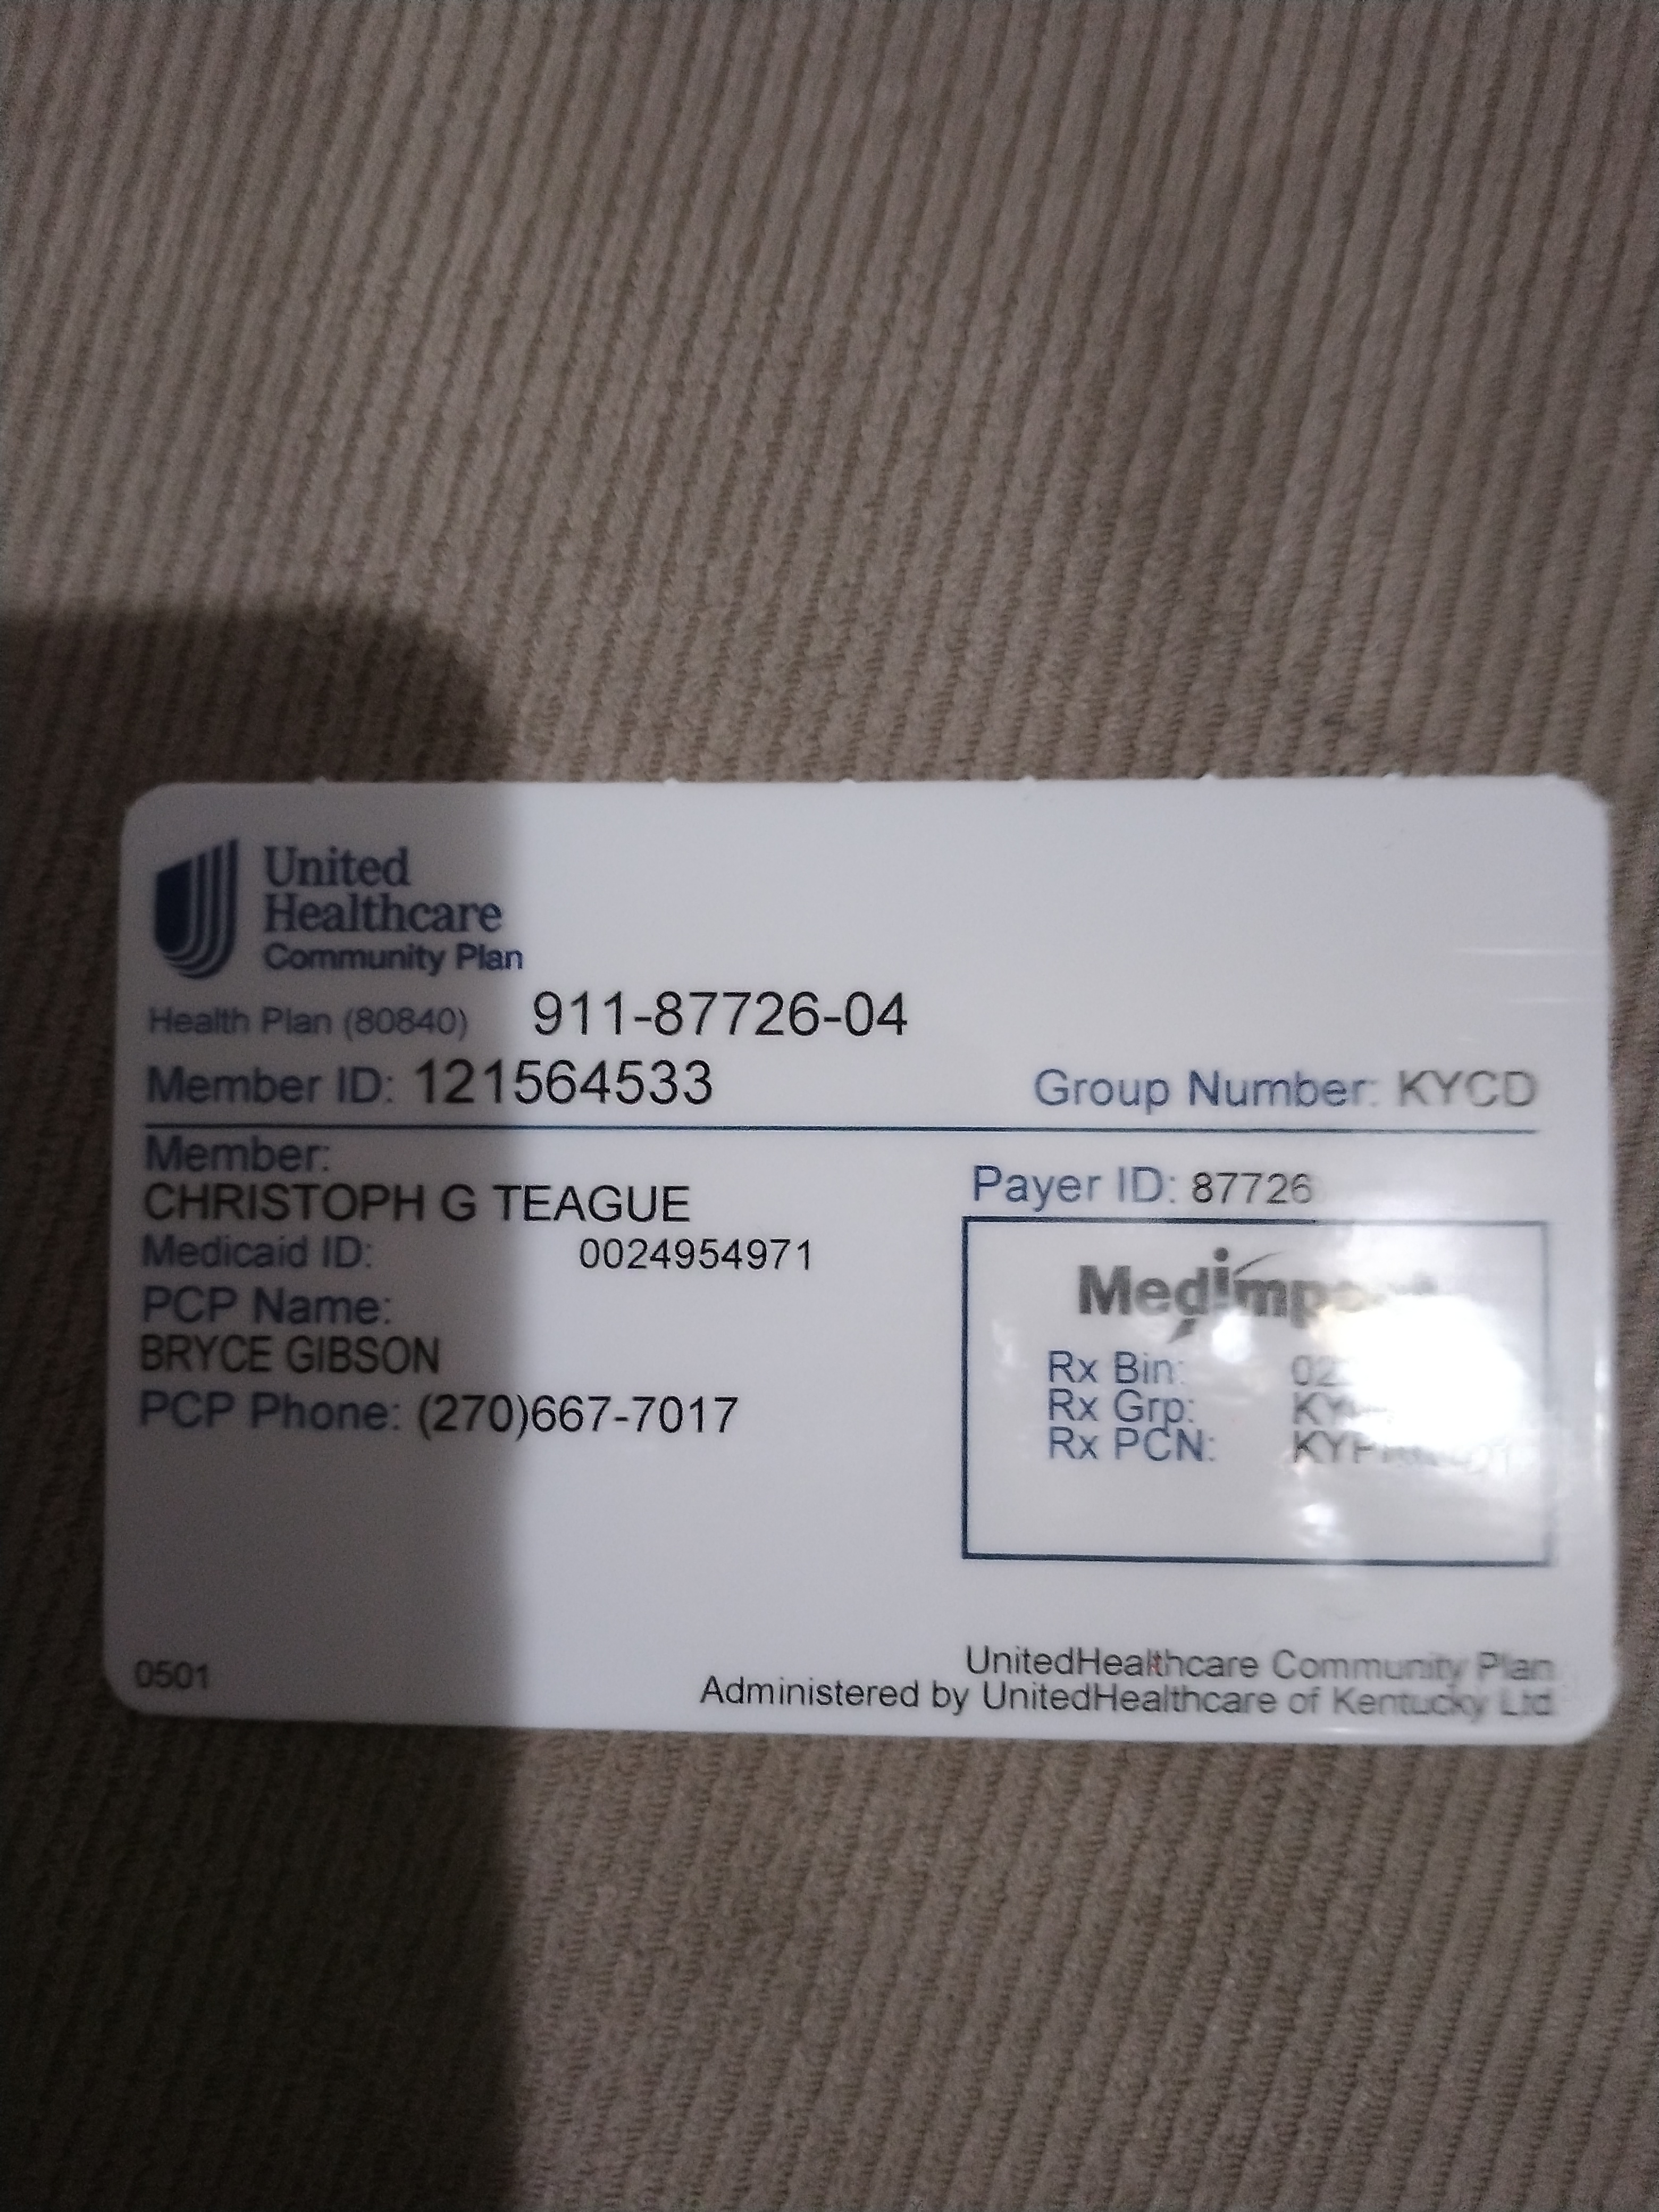 United
Healthcare
Community Plan
Health Plan (80840) 911-87726-04
Member ID: 121564533
Group Number: KYCD
Member:
CHRISTOPH G TEAGUE
Medicaid ID: 0024954971
PCP Name:
BRYCE GIBSON
PCP Phone: (270)667-7017
Payer ID: 87726
Rx Bin:
Rx Grp:
Rx PCN:
0501
UnitedHealthcare Community Plan
Administered by UnitedHealthcare of Kentucky Ltd